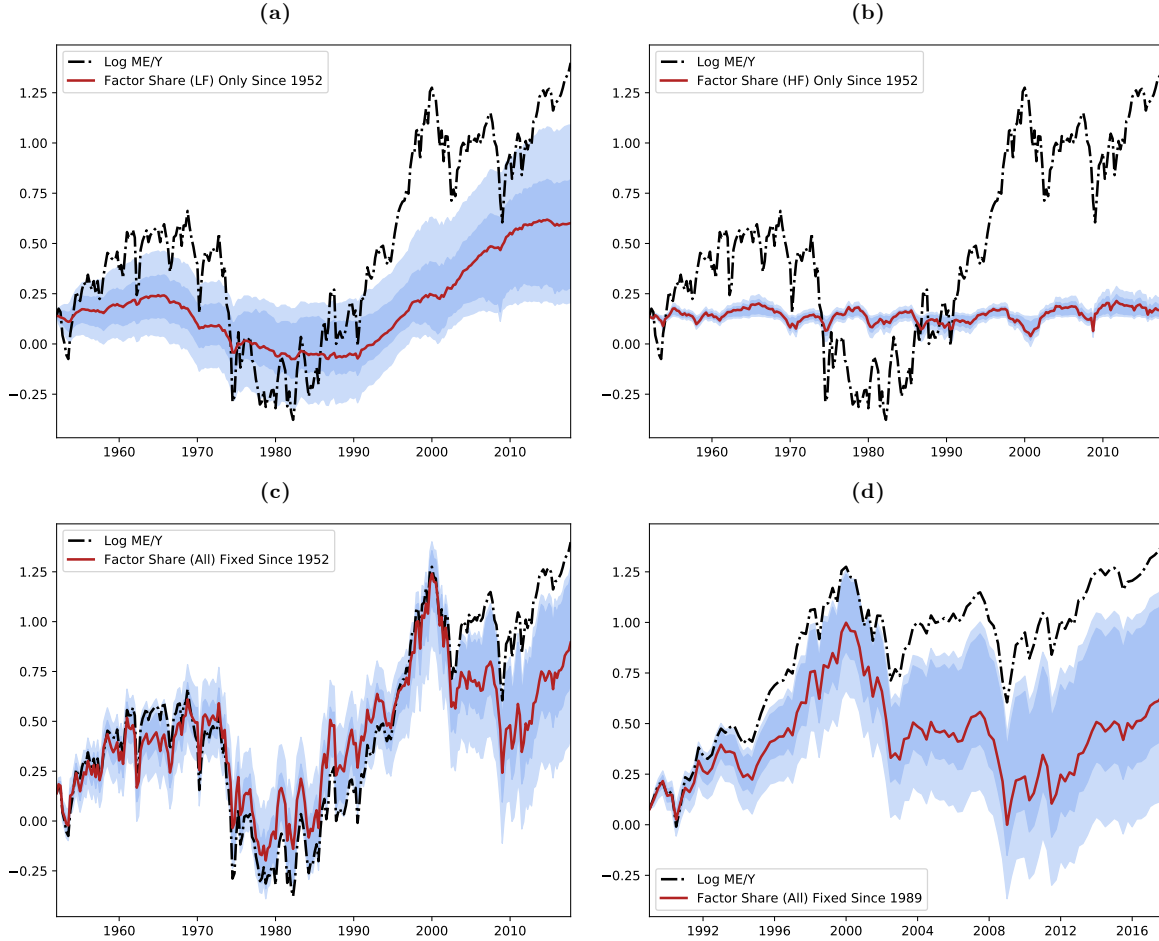 (a)
Log ME/Y
Factor Share (LF) Only Since 1952
1.25
1.00
0.75
0.50
0.25
0.00
−0.25
1960 1970 1980 1990 2000 2010
(b)
Log ME/Y
Factor Share (HF) Only Since 1952
1.25
1.00
0.75
0.50
0.25
0.00
−0.25
1960 1970 1980 1990 2000 2010
(c)
Log ME/Y
Factor Share (All) Fixed Since 1952
1.25
1.00
0.75
0.50
0.25
0.00
−0.25
1960 1970 1980 1990 2000 2010
(d)
1.25
1.00
0.75
0.50
0.25
0.00
−0.25
Log ME/Y
Factor Share (All) Fixed Since 1989
1992 1996 2000 2004 2008 2012 2016